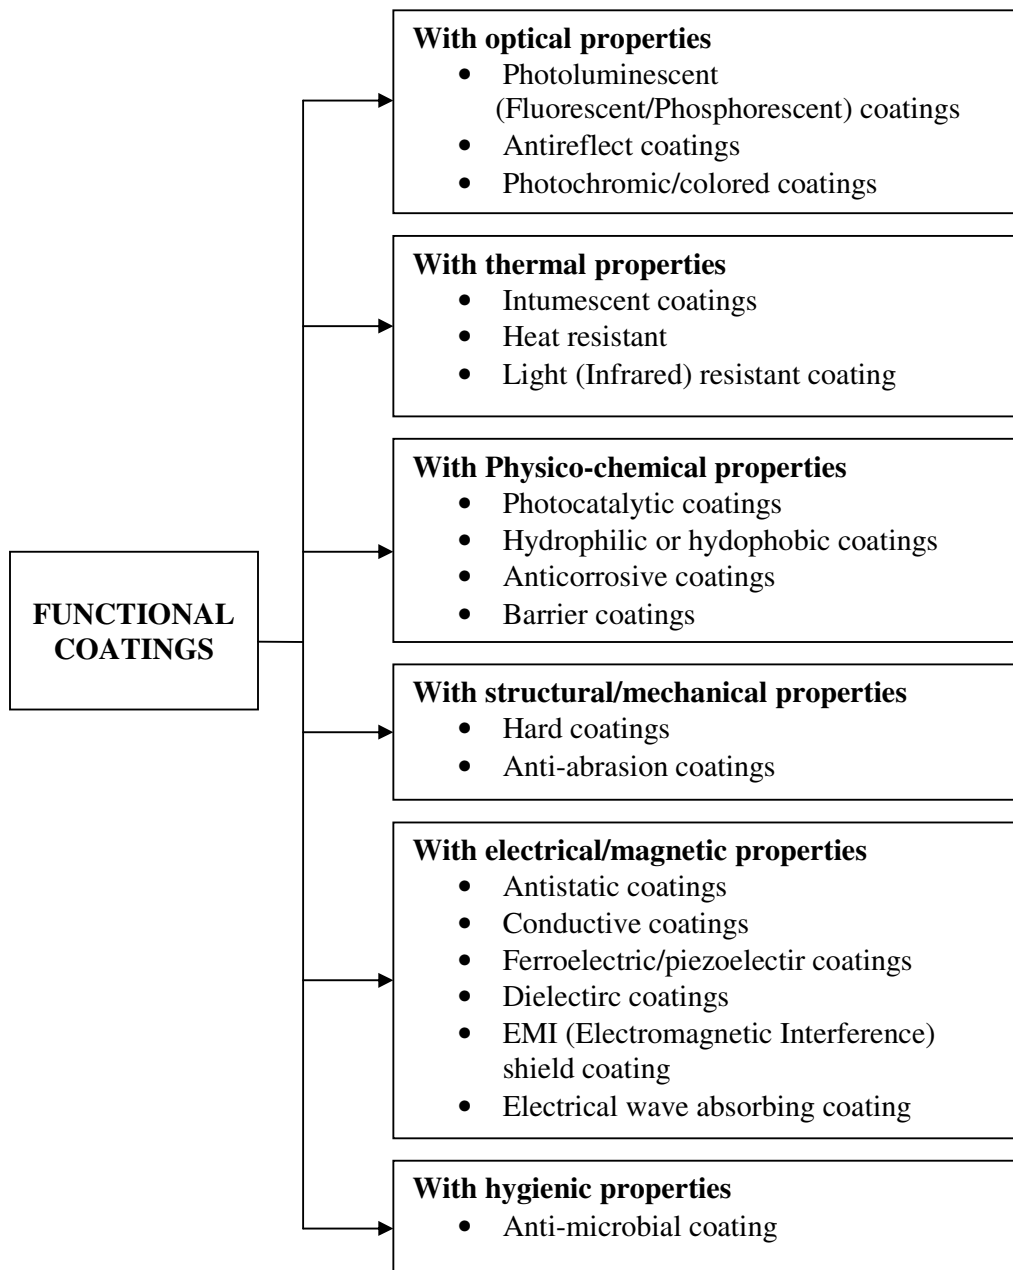 With optical properties
• Photoluminescent
(Fluorescent/Phosphorescent) coatings
• Antireflect coatings
• Photochromic/colored coatings
With thermal properties
• Intumescent coatings
• Heat resistant
• Light (Infrared) resistant coating
With Physico-chemical properties
• Photocatalytic coatings
• Hydrophilic or hydophobic coatings
• Anticorrosive coatings
• Barrier coatings
FUNCTIONAL
COATINGS
With structural/mechanical properties
• Hard coatings
• Anti-abrasion coatings
With electrical/magnetic properties
• Antistatic coatings
• Conductive coatings
• Ferroelectric/piezoelectir coatings
• Dielectirc coatings
• EMI (Electromagnetic Interference)
shield coating
• Electrical wave absorbing coating
With hygienic properties
• Anti-microbial coating